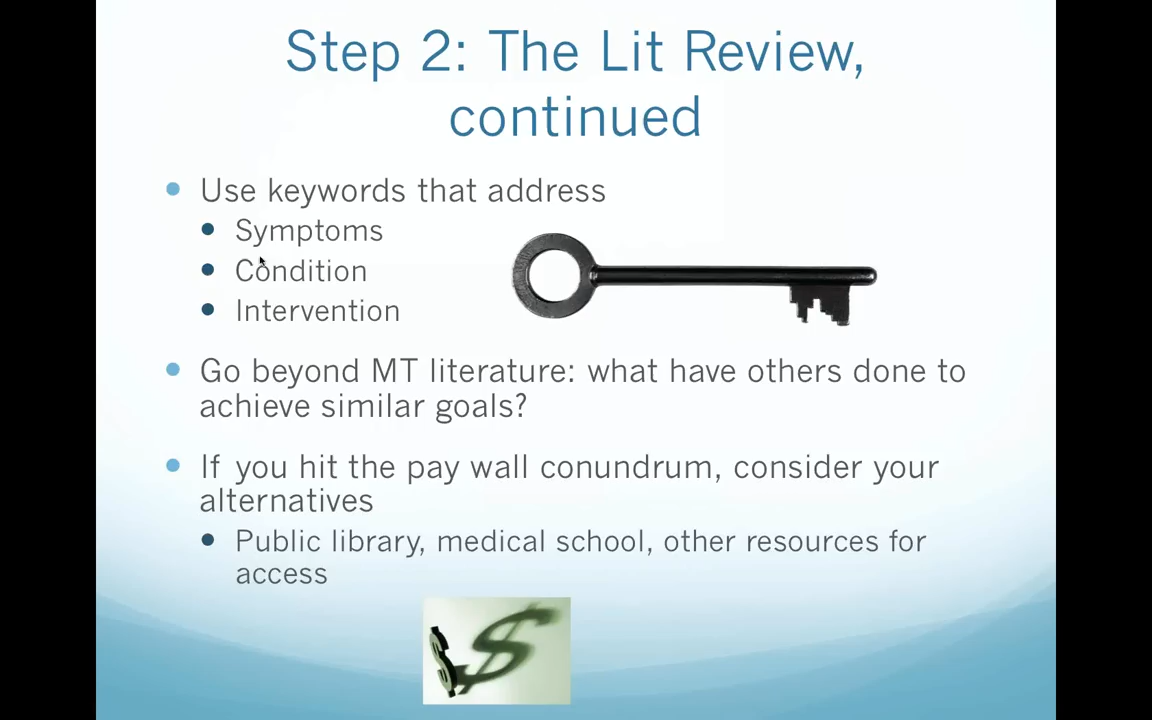 Step 2: The Lit Review,
continued
Use keywords that address
Symptoms
Condition
Intervention
Go beyond MT literature: what have others done to
achieve similar goals?
If you hit the pay wall conundrum, consider your
alternatives
Public library, medical school, other resources for
access
$ $